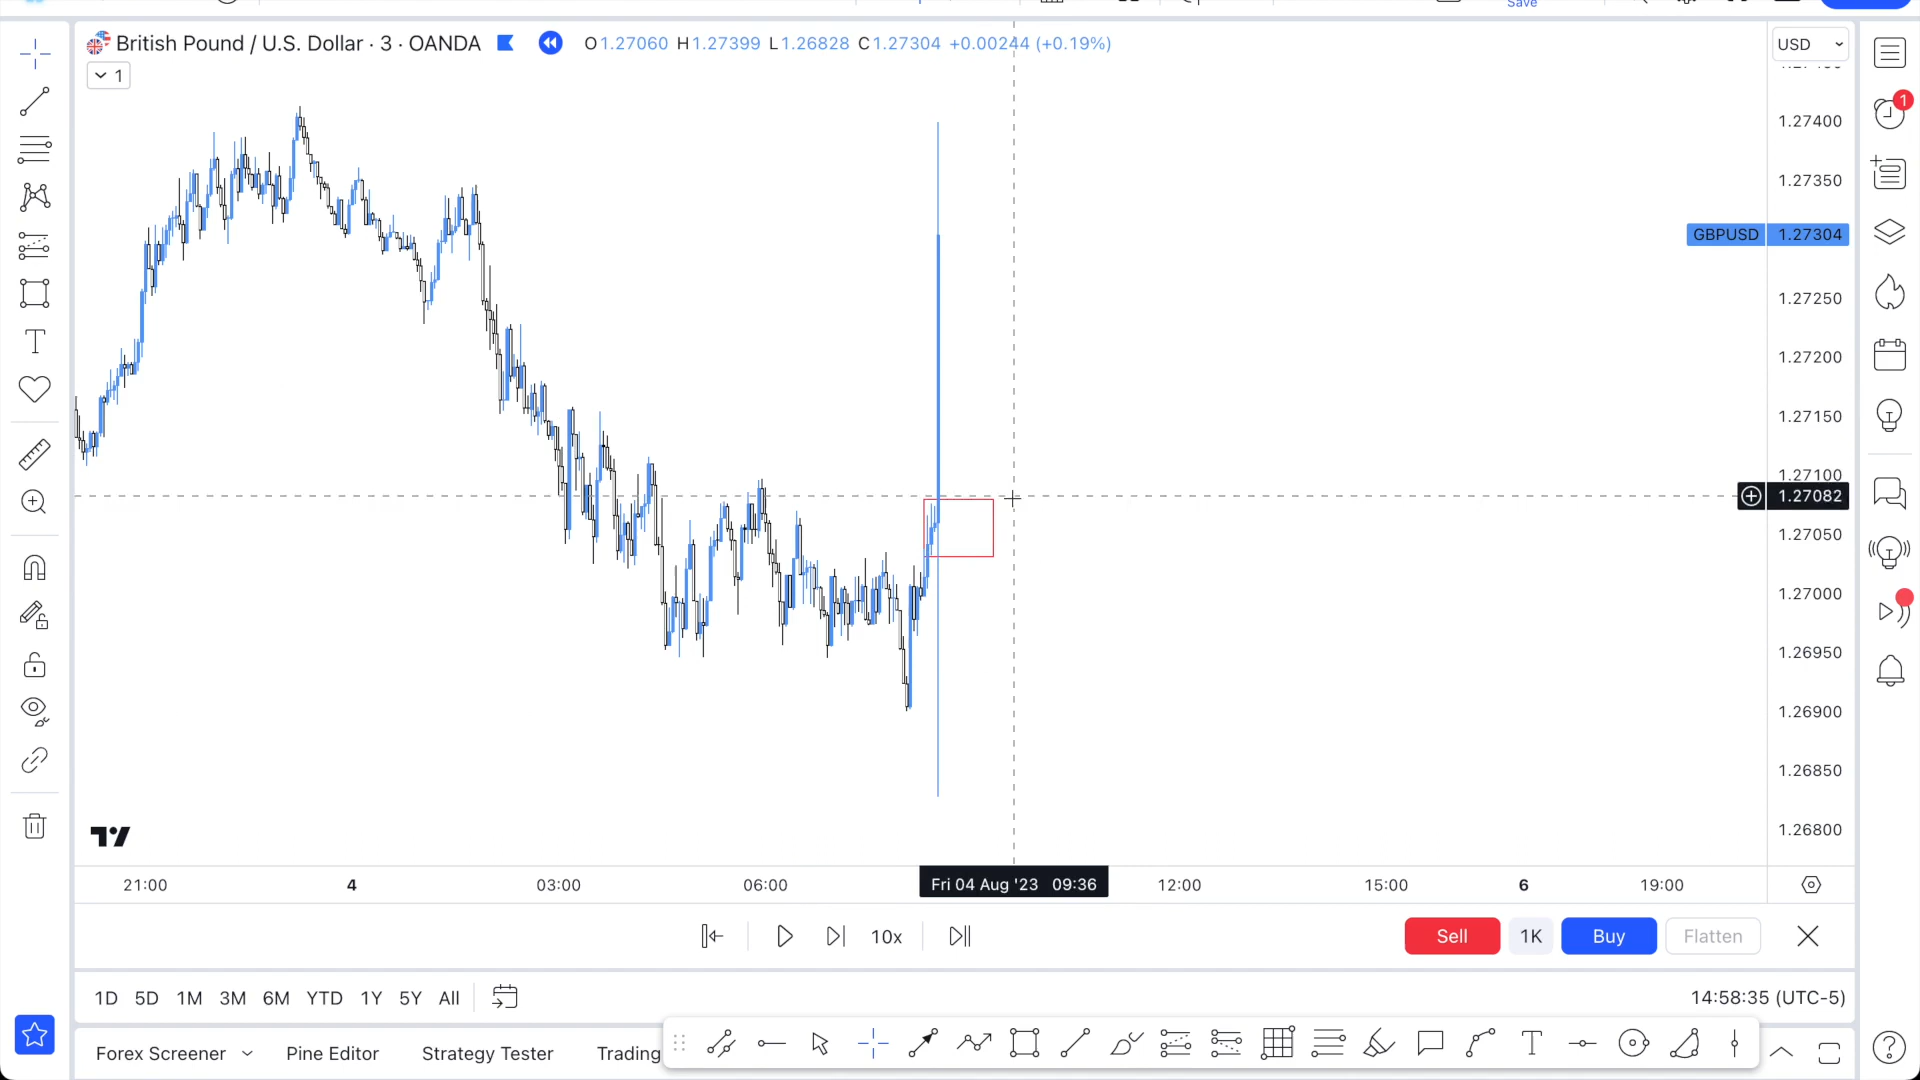 Save
British Pound / U.S. Dollar · 3 · OANDA O1.27060 H1.27399 L1.26828 C1.27304 +0.00244 (+0.19%)
USD
1
1
1.27400
1.27350
GBPUSD 1.27304
1.27250
1.27200
1.27150
1.27100
1.27082
1.27050
1.27000
1.26950
1.26900
1.26850
1.26800
21:00 4 03:00 06:00 Fri 04 Aug '23 09:36 12:00 15:00 6 19:00
10x Sell 1K Buy Flatten
1D 5D 1M 3M 6M YTD 1Y 5Y All 14:58:35 (UTC-5)
Forex Screener Pine Editor Strategy Tester Trading